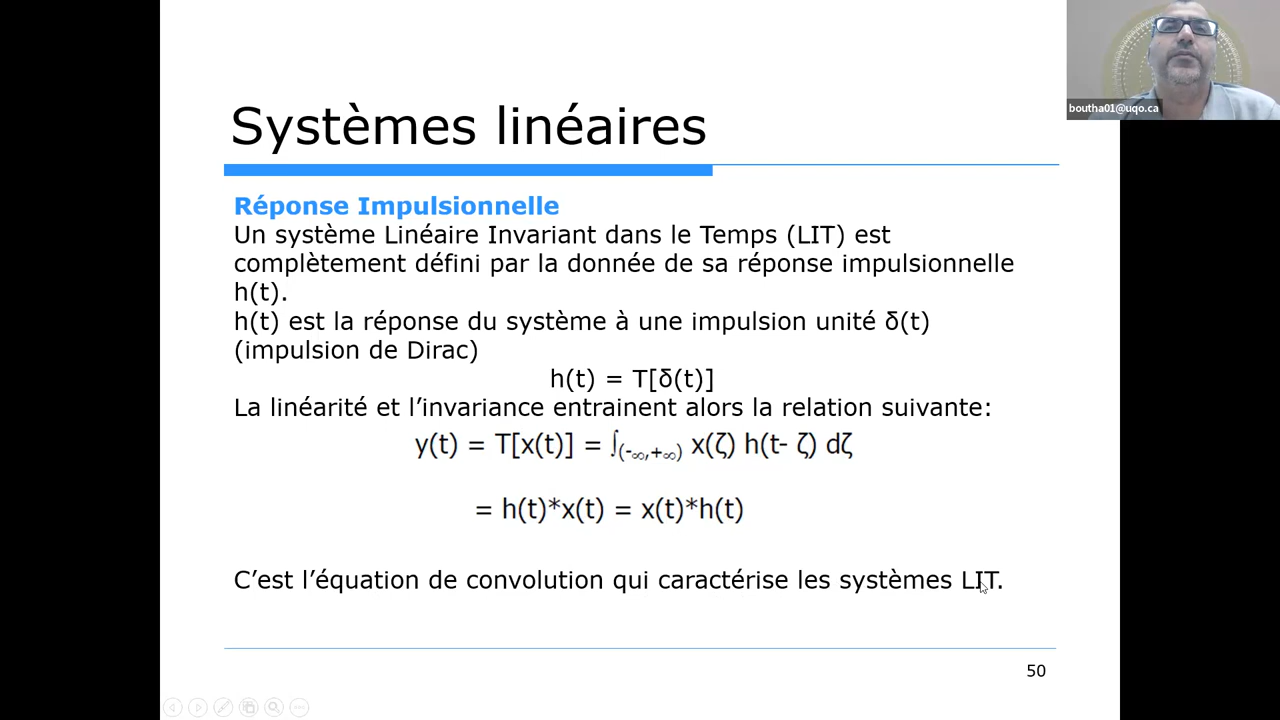 boutha01@uqo.ca
Systèmes linéaires
Réponse Impulsionnelle
Un système Linéaire Invariant dans le Temps (LIT) est
complètement défini par la donnée de sa réponse impulsionnelle
h(t).
h(t) est la réponse du système à une impulsion unité δ(t)
(impulsion de Dirac)
h(t) = T[δ(t)]
La linéarité et l’invariance entrainent alors la relation suivante:
y(t) = T[x(t)] = ∫(-∞,+∞) x(ζ) h(t- ζ) dζ
= h(t)*x(t) = x(t)*h(t)
C’est l’équation de convolution qui caractérise les systèmes LIT.
50